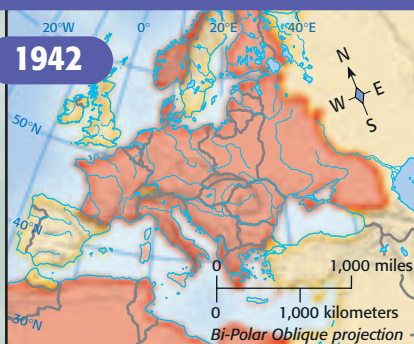 20°W 0° 20°E 40°E
1942
N
W E
S
50°N
40°N
30°N
0 1,000 miles
0 1,000 kilometers
Bi-Polar Oblique projection